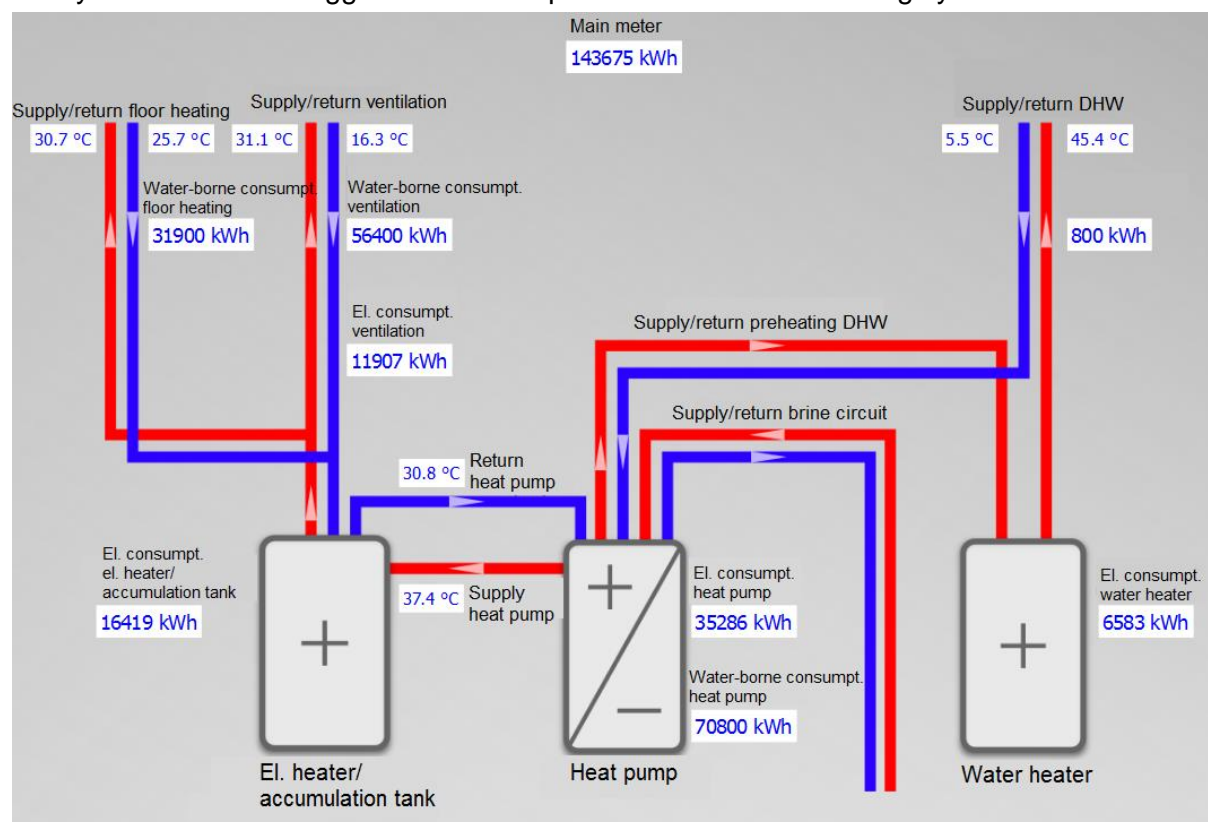 Main meter
143675 kWh
Supply/return floor heating
Supply/return ventilation
Supply/return DHW
30.7 °C
25.7 °C
31.1 °C
16.3 °C
5.5 °C
45.4 °C
Water-borne consumpt.
floor heating
31900 kWh
Water-borne consumpt.
ventilation
56400 kWh
800 kWh
El. consumpt.
ventilation
11907 kWh
Supply/return preheating DHW
Supply/return brine circuit
30.8 °C
Return
heat pump
El. consumpt.
el. heater/
accumulation tank
16419 kWh
37.4 °C
Supply
heat pump
El. consumpt.
heat pump
35286 kWh
Water-borne consumpt.
heat pump
70800 kWh
El. consumpt.
water heater
6583 kWh
El. heater/
accumulation tank
Heat pump
Water heater